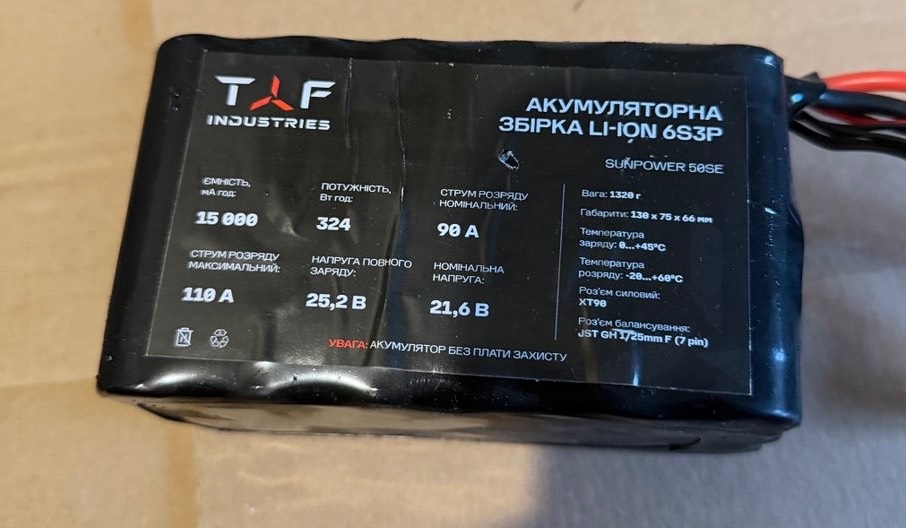 TAF
INDUSTRIES
АКУМУЛЯТОРНА
ЗБІРКА LI-ION 6S3P
SUNPOWER 50SE
ЄМНІСТЬ,
мА год:
15 000
ПОТУЖНІСТЬ,
Вт год:
324
СТРУМ РОЗРЯДУ
НОМІНАЛЬНИЙ:
90 А
СТРУМ РОЗРЯДУ
МАКСИМАЛЬНИЙ:
110 А
НАПРУГА ПОВНОГО
ЗАРЯДУ:
25,2 В
НОМІНАЛЬНА
НАПРУГА:
21,6 В
Вага: 1320 г
Габарити: 130 x 75 x 66 мм
Температура
заряду: 0...+45°C
Температура
розряду: -20...+60°C
Роз'єм силовий:
XT90
Роз'єм балансування:
JST GH 1/25mm F (7 pin)
УВАГА: АКУМУЛЯТОР БЕЗ ПЛАТИ ЗАХИСТУ